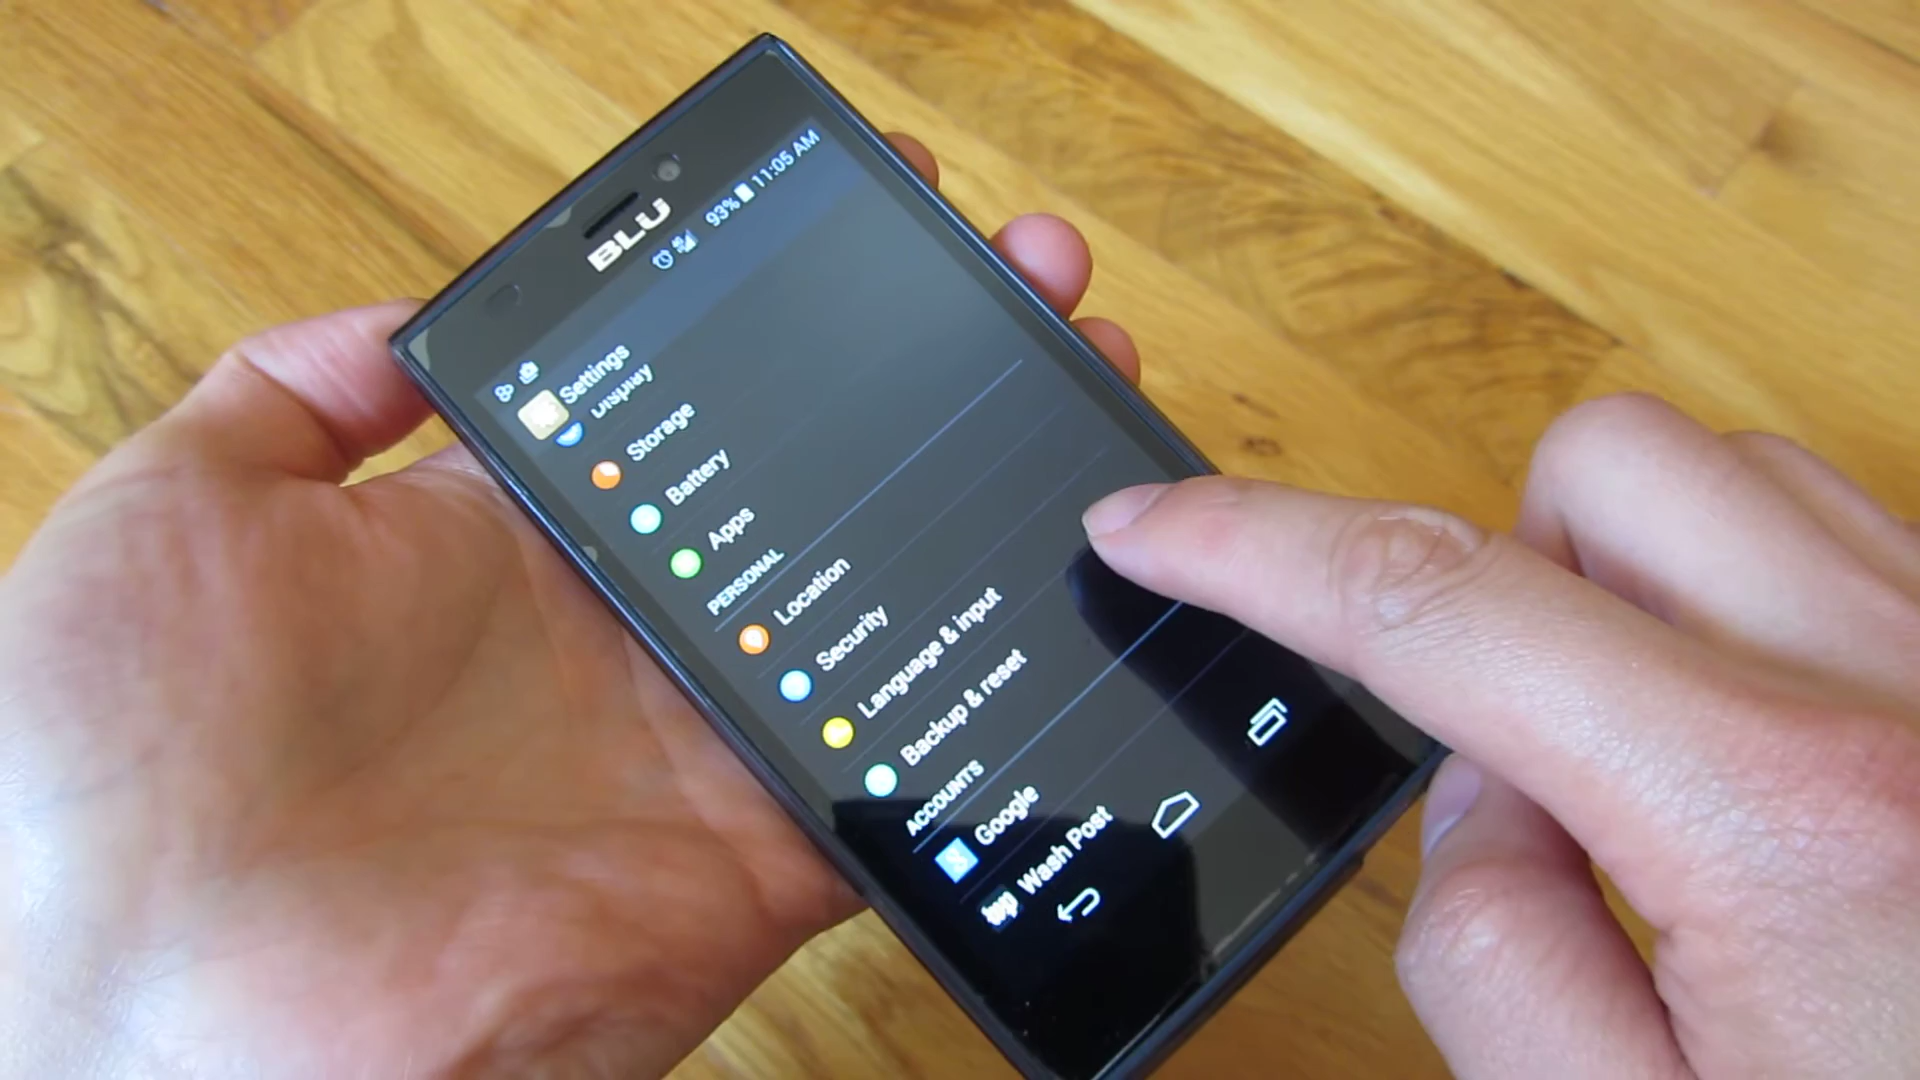 BLU
93% 11:05 AM
Settings
Display
Storage
Battery
Apps
PERSONAL
Location
Security
Language & input
Backup & reset
ACCOUNTS
Google
Wash Post
wp